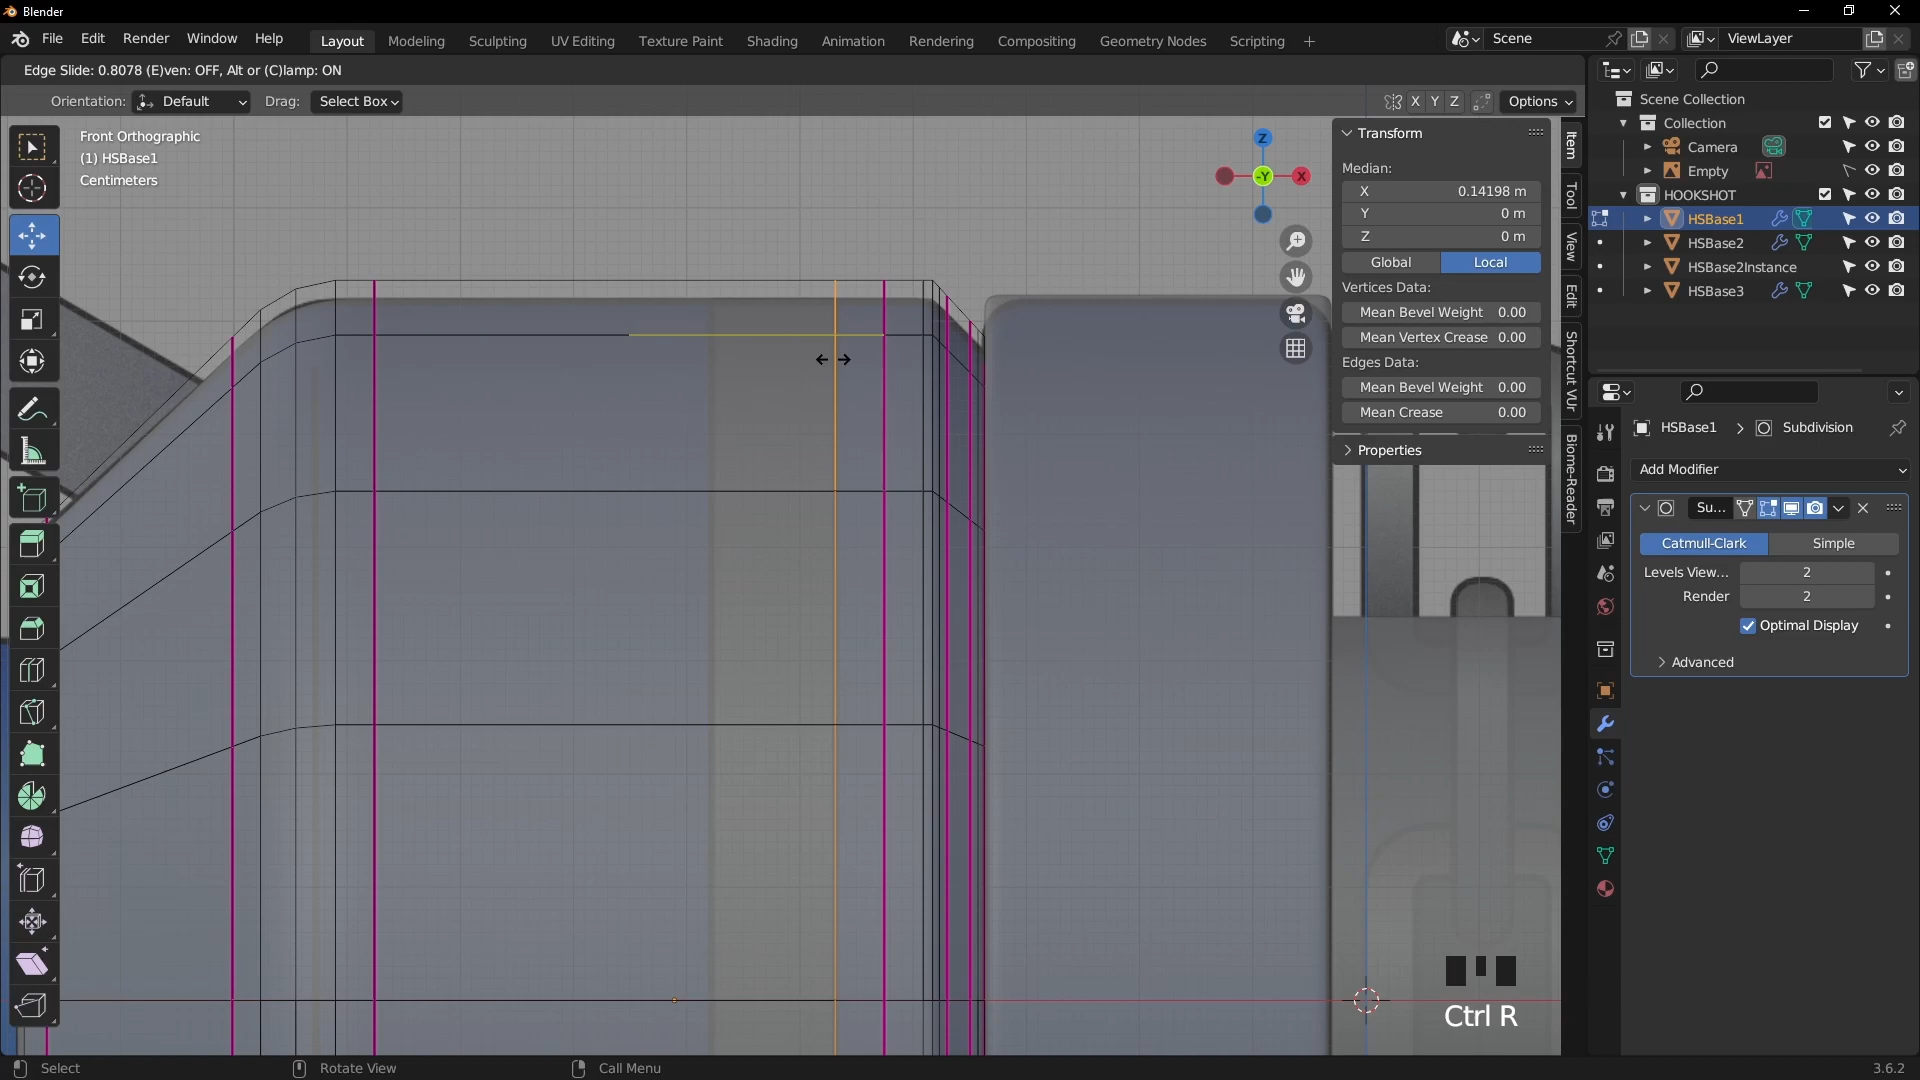 Blender
File Edit Render Window Help
Layout Modeling Sculpting UV Editing Texture Paint Shading Animation Rendering Compositing Geometry Nodes Scripting +
Scene
ViewLayer
Edge Slide: 0.8078 (E)ven: OFF, Alt or (C)lamp: ON
Orientation: Default Drag: Select Box
X Y Z Options
Front Orthographic
(1) HSBase1
Centimeters
Z
-Y
X
Transform
Median:
X 0.14198 m
Y 0 m
Z 0 m
Global Local
Vertices Data:
Mean Bevel Weight 0.00
Mean Vertex Crease 0.00
Edges Data:
Mean Bevel Weight 0.00
Mean Crease 0.00
Properties
Item
Tool
View
Edit
Shortcut VUr
Biome-Reader
Scene Collection
Collection
Camera
Empty
HOOKSHOT
HSBase1
HSBase2
HSBase2Instance
HSBase3
HSBase1 > Subdivision
Add Modifier
Su...
Catmull-Clark Simple
Levels View... 2
Render 2
Optimal Display
Advanced
Ctrl R
Select Rotate View Call Menu 3.6.2